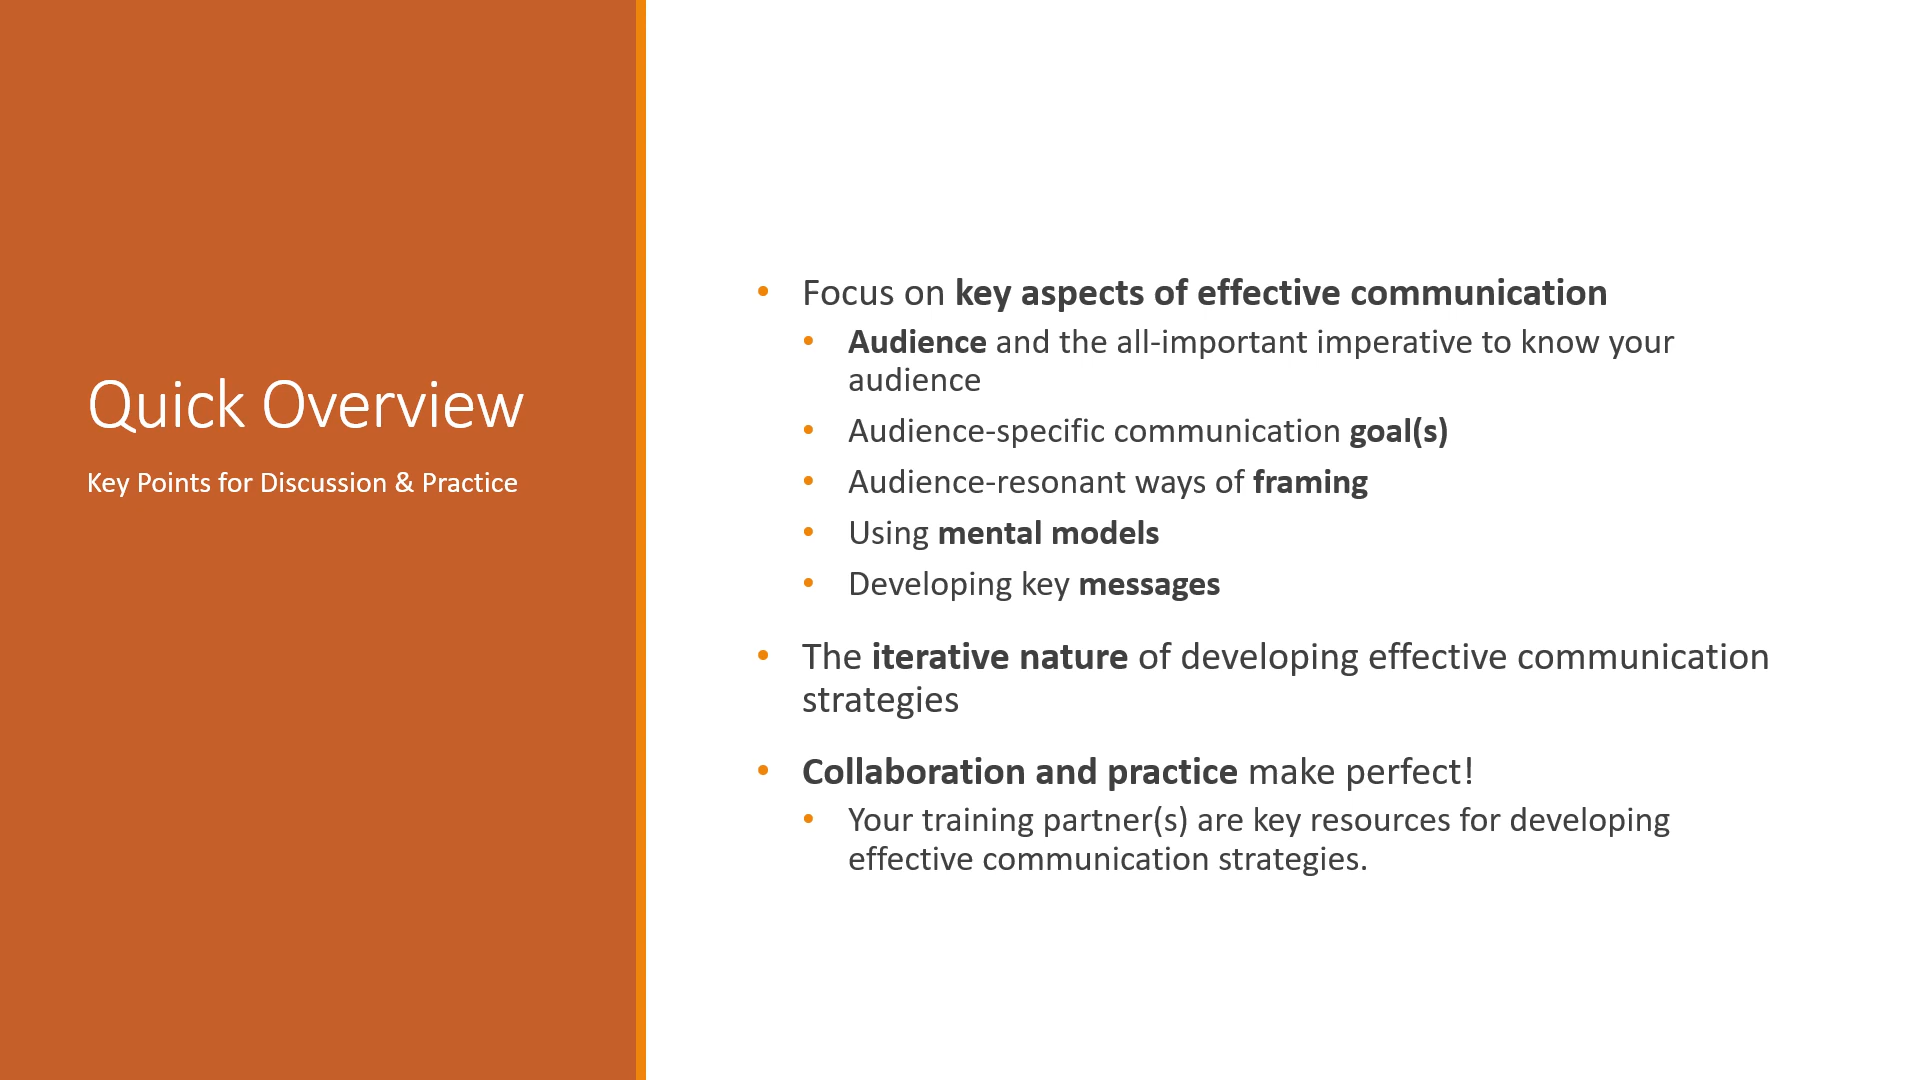 Quick Overview
Key Points for Discussion & Practice
• Focus on key aspects of effective communication
• Audience and the all-important imperative to know your
audience
• Audience-specific communication goal(s)
• Audience-resonant ways of framing
• Using mental models
• Developing key messages
• The iterative nature of developing effective communication
strategies
• Collaboration and practice make perfect!
• Your training partner(s) are key resources for developing
effective communication strategies.